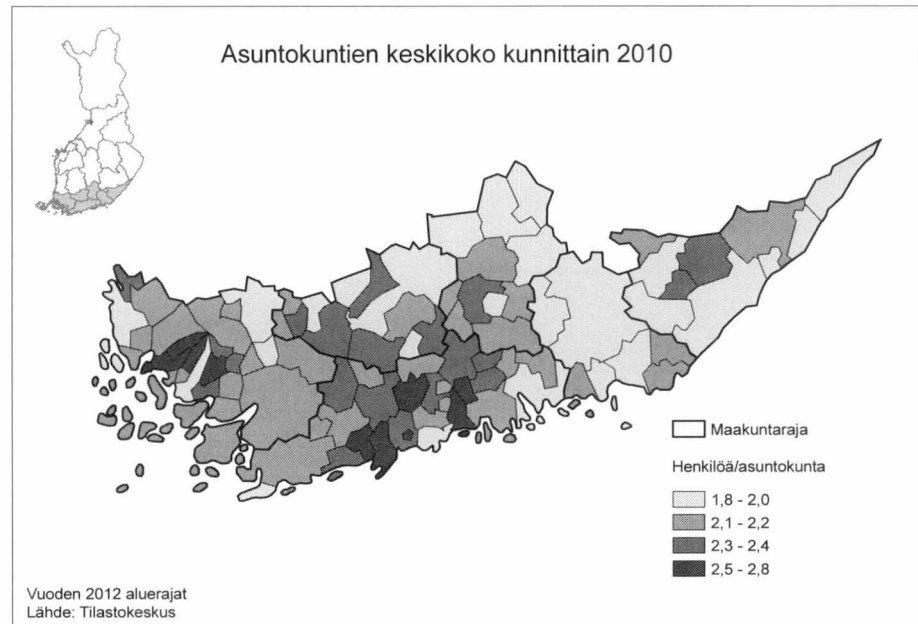 Asuntokuntien keskikoko kunnittain 2010
Maakuntaraja
Henkilöä/asuntokunta
1,8 - 2,0
2,1 - 2,2
2,3 - 2,4
2,5 - 2,8
Vuoden 2012 aluerajat
Lähde: Tilastokeskus